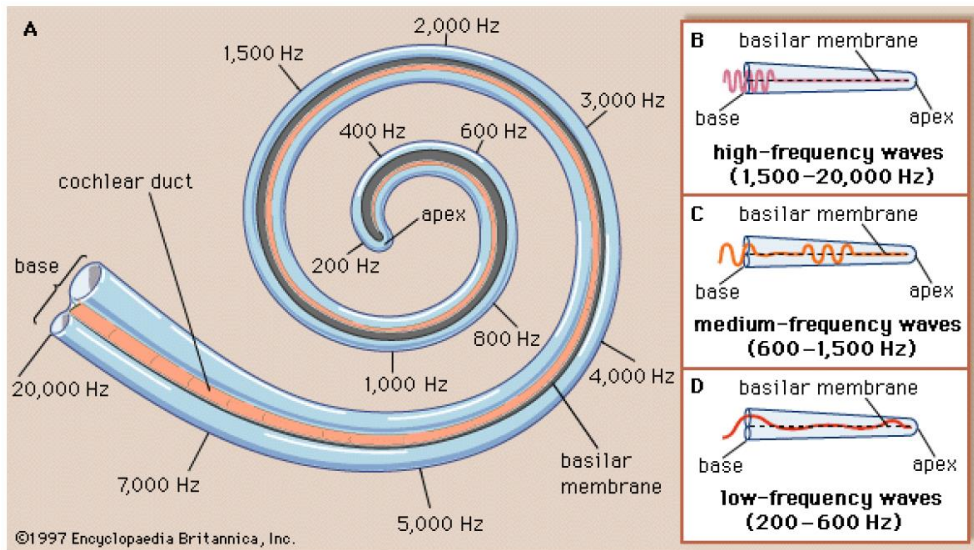 A
2,000 Hz
1,500 Hz
3,000 Hz
400 Hz
600 Hz
cochlear duct
apex
200 Hz
base
800 Hz
20,000 Hz
1,000 Hz
4,000 Hz
7,000 Hz
basilar
membrane
5,000 Hz
©1997 Encyclopaedia Britannica, Inc.
B
basilar membrane
base
apex
high-frequency waves
(1,500–20,000 Hz)
C
basilar membrane
base
apex
medium-frequency waves
(600–1,500 Hz)
D
basilar membrane
base
apex
low-frequency waves
(200–600 Hz)